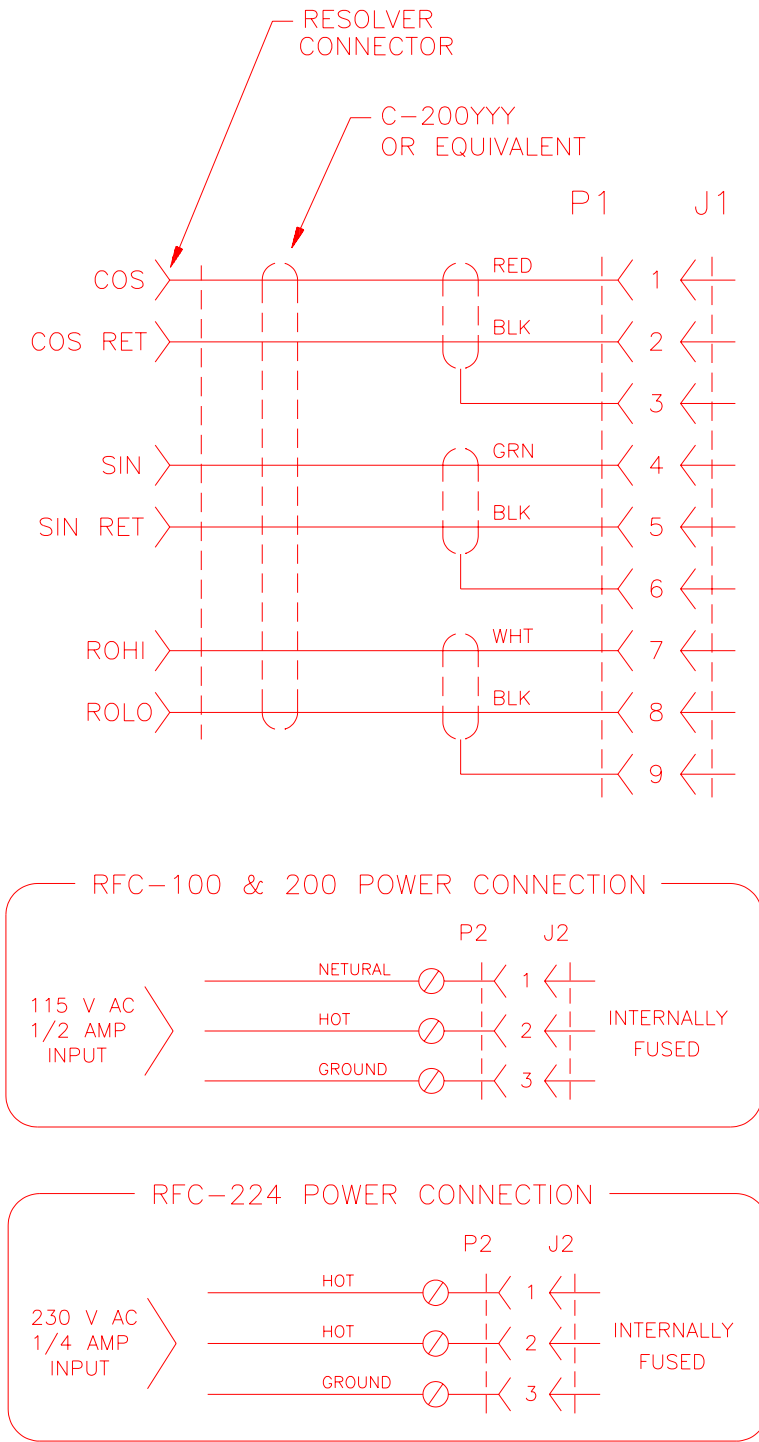 RESOLVER
CONNECTOR
C-200YYY
OR EQUIVALENT
P1 J1
COS RED 1
COS RET BLK 2
3
SIN GRN 4
SIN RET BLK 5
6
ROHI WHT 7
ROLO BLK 8
9
RFC-100 & 200 POWER CONNECTION
P2 J2
115 V AC
1/2 AMP
INPUT
NETURAL 1
HOT 2
GROUND 3
INTERNALLY
FUSED
RFC-224 POWER CONNECTION
P2 J2
230 V AC
1/4 AMP
INPUT
HOT 1
HOT 2
GROUND 3
INTERNALLY
FUSED